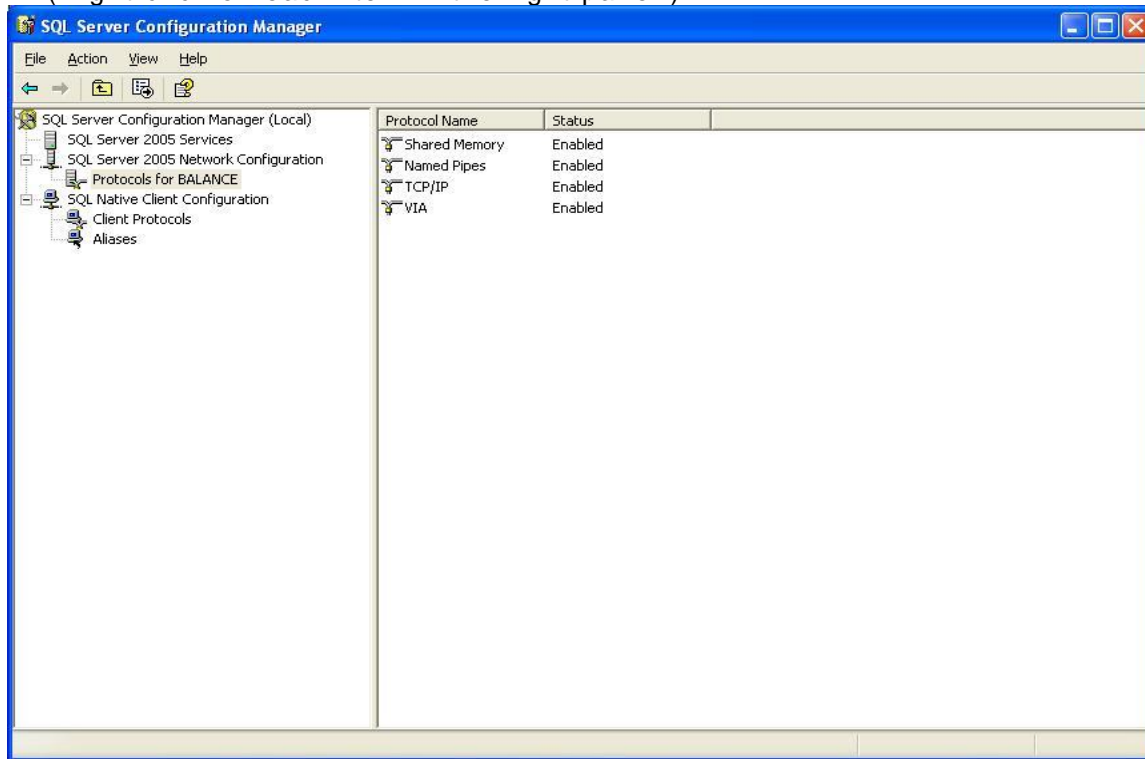 SQL Server Configuration Manager
File Action View Help
SQL Server Configuration Manager (Local)
SQL Server 2005 Services
SQL Server 2005 Network Configuration
Protocols for BALANCE
SQL Native Client Configuration
Client Protocols
Aliases
Protocol Name Status
Shared Memory Enabled
Named Pipes Enabled
TCP/IP Enabled
VIA Enabled